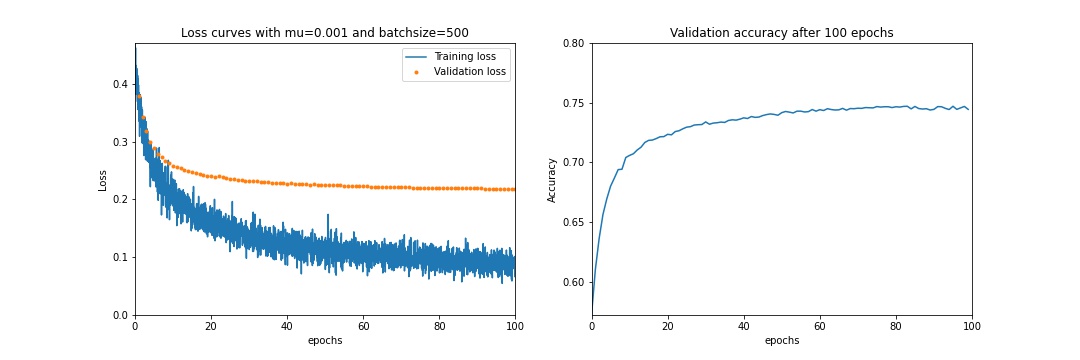 Loss curves with mu=0.001 and batchsize=500
Training loss
Validation loss
Loss
0.4
0.3
0.2
0.1
0.0
0 20 40 60 80 100
epochs
Validation accuracy after 100 epochs
Accuracy
0.80
0.75
0.70
0.65
0.60
0 20 40 60 80 100
epochs